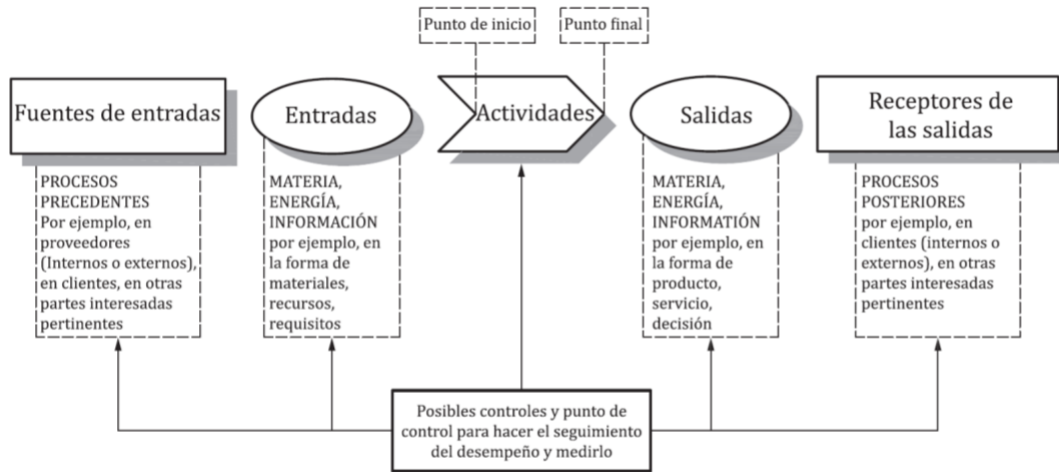 Punto de inicio
Punto final
Fuentes de entradas
Entradas
Actividades
Salidas
Receptores de
las salidas
PROCESOS
PRECEDENTES
Por ejemplo, en
proveedores
(Internos o externos),
en clientes, en otras
partes interesadas
pertinentes
MATERIA,
ENERGÍA,
INFORMACIÓN
por ejemplo, en
la forma de
materiales,
recursos,
requisitos
MATERIA,
ENERGÍA,
INFORMATIÓN
por ejemplo, en
la forma de
producto,
servicio,
decisión
PROCESOS
POSTERIORES
por ejemplo, en
clientes (internos o
externos), en otras
partes interesadas
pertinentes
Posibles controles y punto de
control para hacer el seguimiento
del desempeño y medirlo